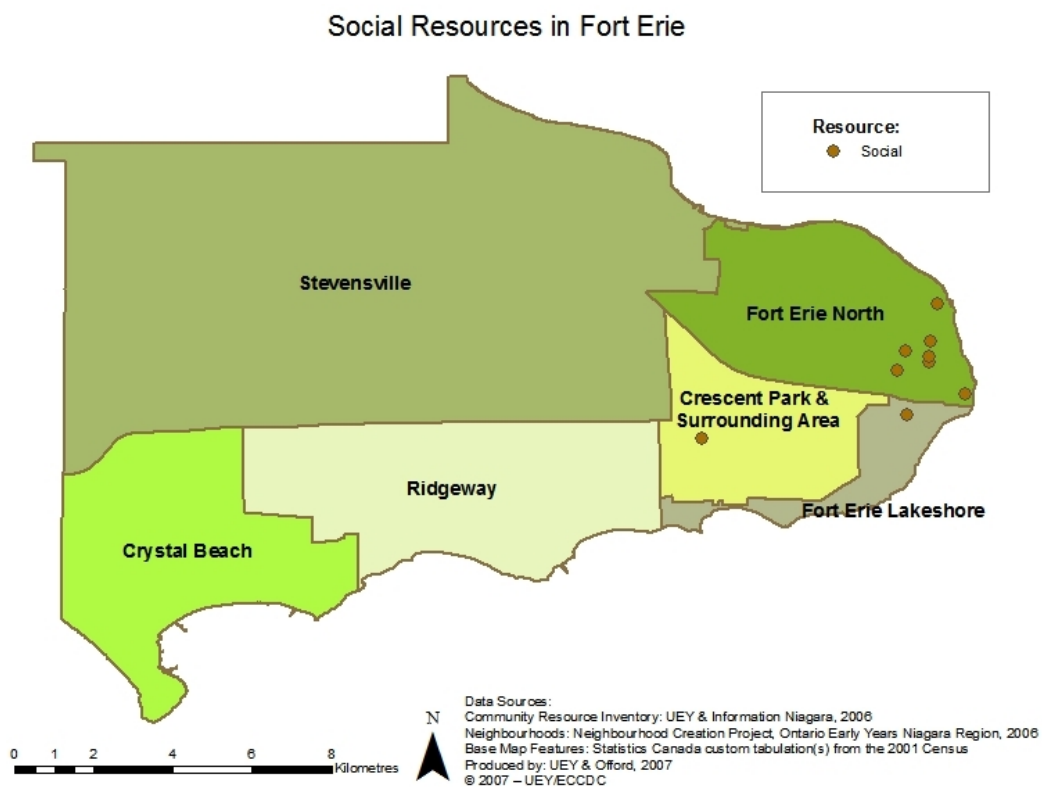 Social Resources in Fort Erie
Resource:
Social
Stevensville
Fort Erie North
Crescent Park &
Surrounding Area
Ridgeway
Fort Erie Lakeshore
Crystal Beach
N
0 1 2 4 6 8
Kilometres
Data Sources:
Community Resource Inventory: UEY & Information Niagara, 2006
Neighbourhoods: Neighbourhood Creation Project, Ontario Early Years Niagara Region, 2006
Base Map Features: Statistics Canada custom tabulation(s) from the 2001 Census
Produced by: UEY & Offord, 2007
© 2007 – UEY/ECCDC